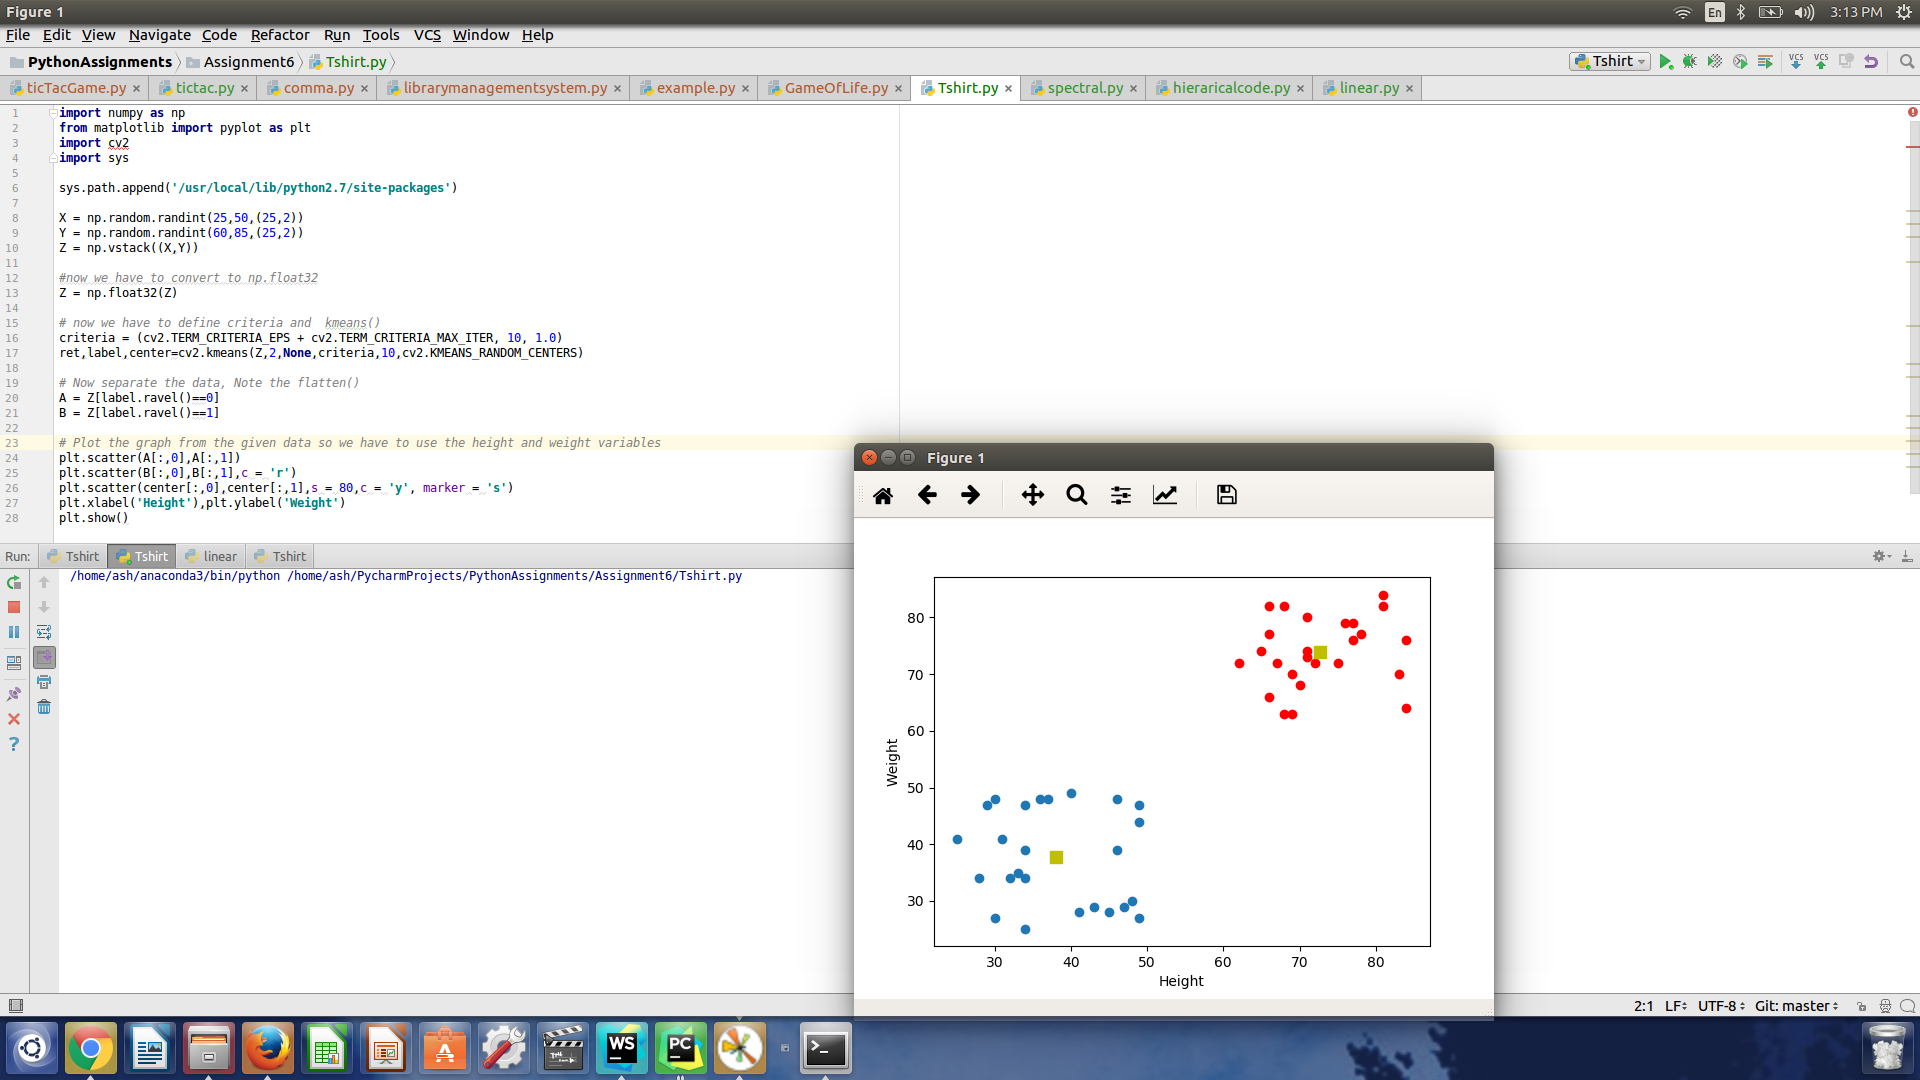 Figure 1
En
3:13 PM
File Edit View Navigate Code Refactor Run Tools VCS Window Help
PythonAssignments Assignment6 Tshirt.py
Tshirt
VCS VCS
ticTacGame.py tictac.py comma.py librarymanagementsystem.py example.py GameOfLife.py Tshirt.py spectral.py hieraricalcode.py linear.py
1 import numpy as np
2 from matplotlib import pyplot as plt
3 import cv2
4 import sys
5
6 sys.path.append('/usr/local/lib/python2.7/site-packages')
7
8 X = np.random.randint(25,50,(25,2))
9 Y = np.random.randint(60,85,(25,2))
10 Z = np.vstack((X,Y))
11
12 #now we have to convert to np.float32
13 Z = np.float32(Z)
14
15 # now we have to define criteria and  kmeans()
16 criteria = (cv2.TERM_CRITERIA_EPS + cv2.TERM_CRITERIA_MAX_ITER, 10, 1.0)
17 ret,label,center=cv2.kmeans(Z,2,None,criteria,10,cv2.KMEANS_RANDOM_CENTERS)
18
19 # Now separate the data, Note the flatten()
20 A = Z[label.ravel()==0]
21 B = Z[label.ravel()==1]
22
23 # Plot the graph from the given data so we have to use the height and weight variables
24 plt.scatter(A[:,0],A[:,1])
25 plt.scatter(B[:,0],B[:,1],c = 'r')
26 plt.scatter(center[:,0],center[:,1],s = 80,c = 'y', marker = 's')
27 plt.xlabel('Height'),plt.ylabel('Weight')
28 plt.show()
Run: Tshirt Tshirt linear Tshirt
/home/ash/anaconda3/bin/python /home/ash/PycharmProjects/PythonAssignments/Assignment6/Tshirt.py
Figure 1
80
70
60
50
40
30
Weight
30 40 50 60 70 80
Height
2:1 LF UTF-8 Git: master
WS
PC
>_